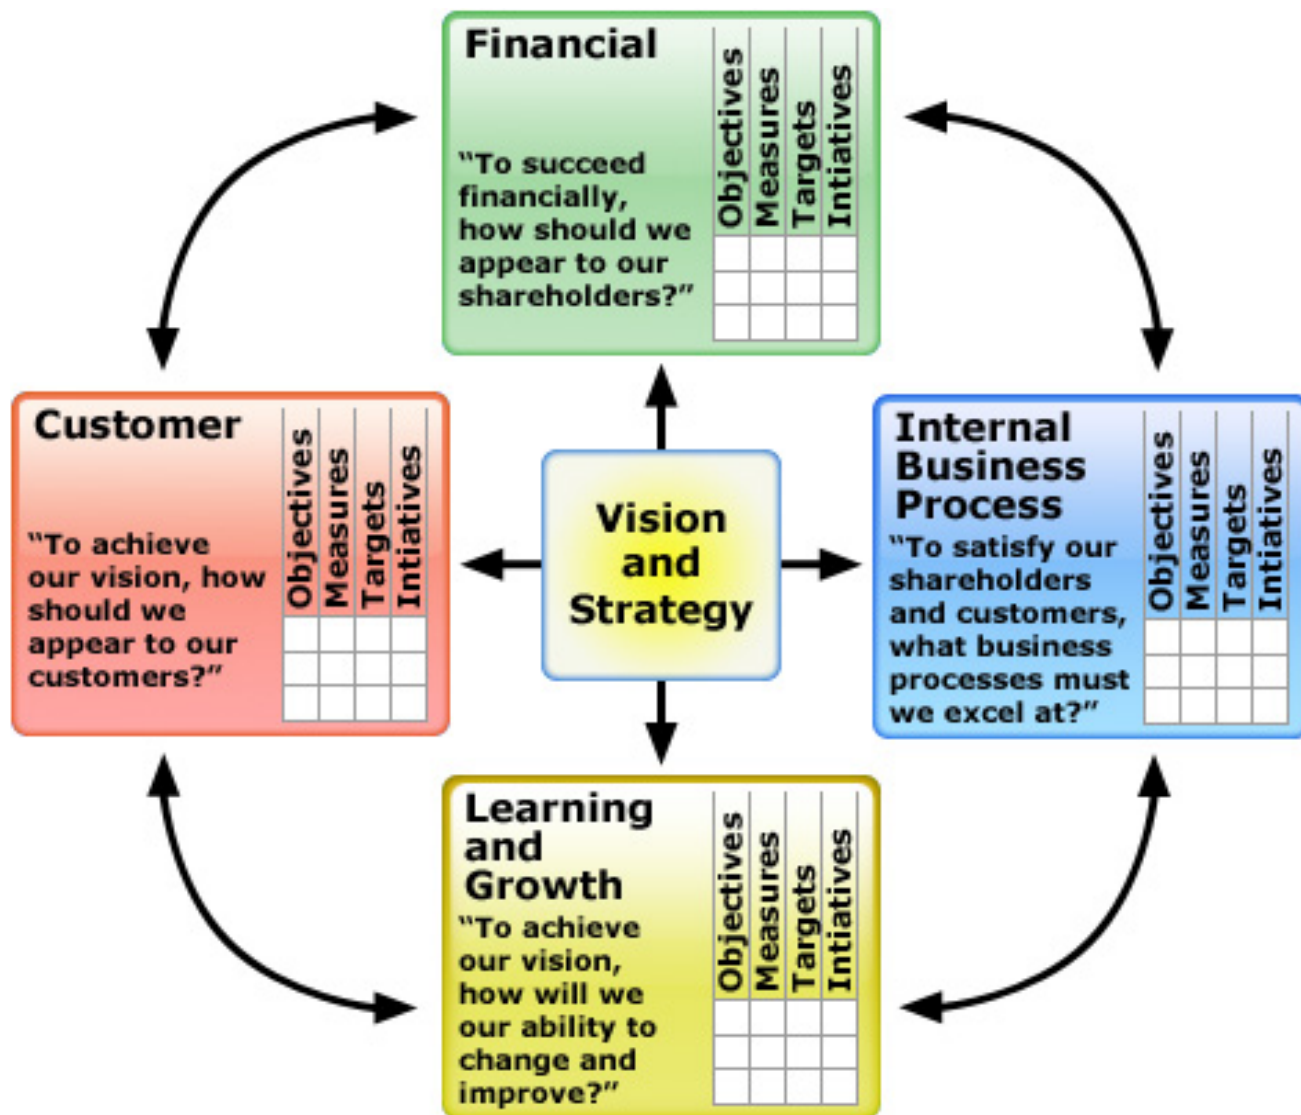 Financial
“To succeed
financially,
how should we
appear to our
shareholders?”
Objectives
Measures
Targets
Intiatives
Customer
“To achieve
our vision, how
should we
appear to our
customers?”
Objectives
Measures
Targets
Intiatives
Vision
and
Strategy
Internal
Business
Process
“To satisfy our
shareholders
and customers,
what business
processes must
we excel at?”
Objectives
Measures
Targets
Intiatives
Learning
and
Growth
“To achieve
our vision,
how will we
our ability to
change and
improve?”
Objectives
Measures
Targets
Intiatives